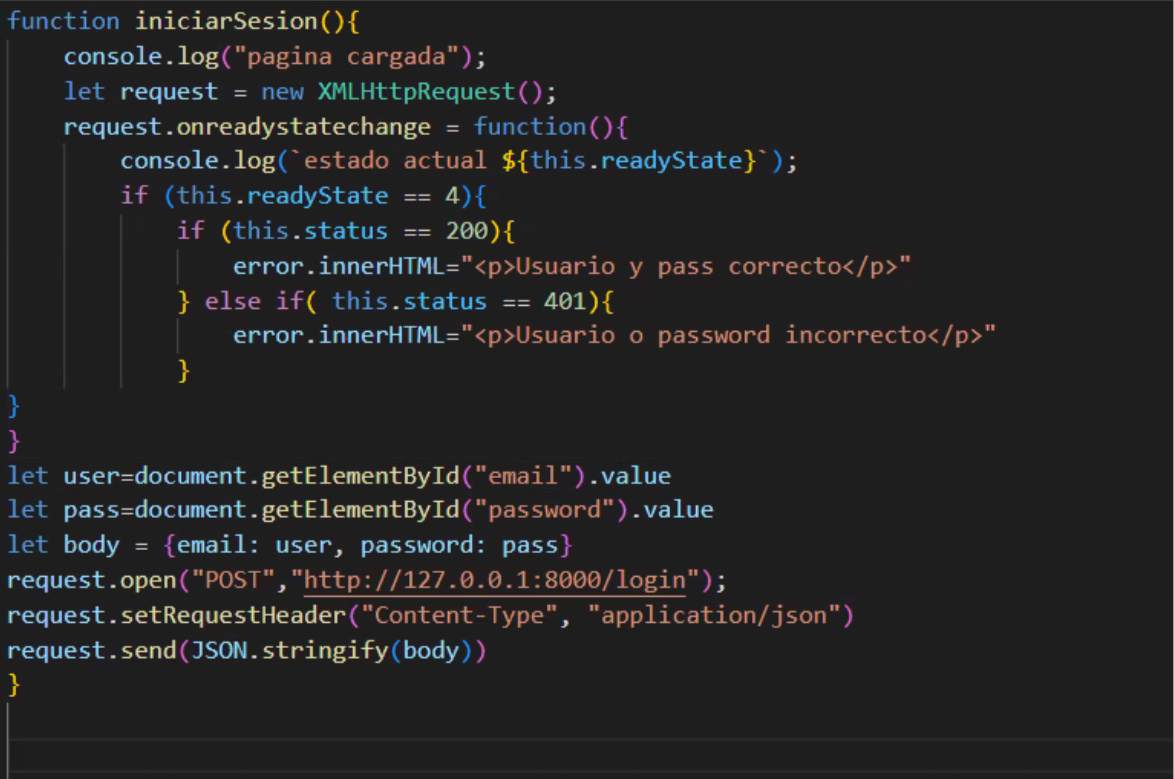 function iniciarSesion(){
    console.log("pagina cargada");
    let request = new XMLHttpRequest();
    request.onreadystatechange = function(){
        console.log(`estado actual ${this.readyState}`);
        if (this.readyState == 4){
            if (this.status == 200){
                error.innerHTML="<p>Usuario y pass correcto</p>"
            } else if( this.status == 401){
                error.innerHTML="<p>Usuario o password incorrecto</p>"
            }
}
}
let user=document.getElementById("email").value
let pass=document.getElementById("password").value
let body = {email: user, password: pass}
request.open("POST","http://127.0.0.1:8000/login");
request.setRequestHeader("Content-Type", "application/json")
request.send(JSON.stringify(body))
}